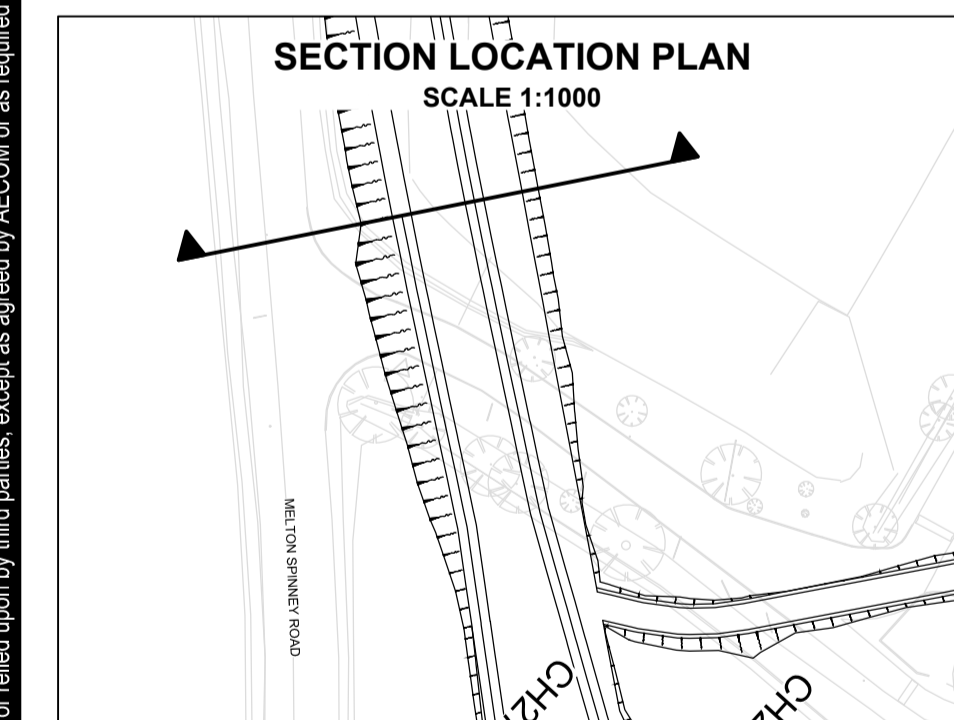 or relied upon by third parties, except as agreed by AECOM or as required
SECTION LOCATION PLAN
SCALE 1:1000
MELTON SPINNEY ROAD